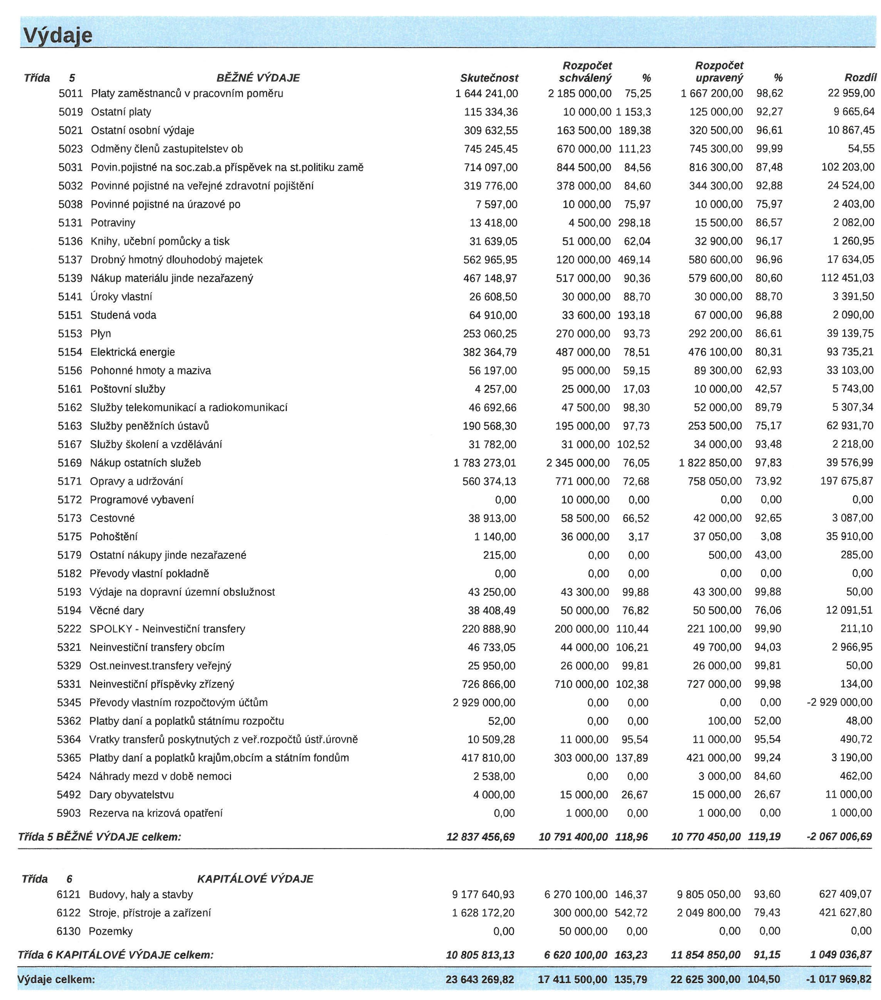 Výdaje
Rozpočet Rozpočet
Třída 5 BĚŽNÉ VÝDAJE Skutečnost schválený % upravený % Rozdíl
5011 Platy zaměstnanců v pracovním poměru 1 644 241,00 2 185 000,00 75,25 1 667 200,00 98,62 22 959,00
5019 Ostatní platy 115 334,36 10 000,00 1 153,3 125 000,00 92,27 9 665,64
5021 Ostatní osobní výdaje 309 632,55 163 500,00 189,38 320 500,00 96,61 10 867,45
5023 Odměny členů zastupitelstev ob 745 245,45 670 000,00 111,23 745 300,00 99,99 54,55
5031 Povin.pojistné na soc.zab.a příspěvek na st.politiku zamě 714 097,00 844 500,00 84,56 816 300,00 87,48 102 203,00
5032 Povinné pojistné na veřejné zdravotní pojištění 319 776,00 378 000,00 84,60 344 300,00 92,88 24 524,00
5038 Povinné pojistné na úrazové po 7 597,00 10 000,00 75,97 10 000,00 75,97 2 403,00
5131 Potraviny 13 418,00 4 500,00 298,18 15 500,00 86,57 2 082,00
5136 Knihy, učební pomůcky a tisk 31 639,05 51 000,00 62,04 32 900,00 96,17 1 260,95
5137 Drobný hmotný dlouhodobý majetek 562 965,95 120 000,00 469,14 580 600,00 96,96 17 634,05
5139 Nákup materiálu jinde nezařazený 467 148,97 517 000,00 90,36 579 600,00 80,60 112 451,03
5141 Úroky vlastní 26 608,50 30 000,00 88,70 30 000,00 88,70 3 391,50
5151 Studená voda 64 910,00 33 600,00 193,18 67 000,00 96,88 2 090,00
5153 Plyn 253 060,25 270 000,00 93,73 292 200,00 86,61 39 139,75
5154 Elektrická energie 382 364,79 487 000,00 78,51 476 100,00 80,31 93 735,21
5156 Pohonné hmoty a maziva 56 197,00 95 000,00 59,15 89 300,00 62,93 33 103,00
5161 Poštovní služby 4 257,00 25 000,00 17,03 10 000,00 42,57 5 743,00
5162 Služby telekomunikací a radiokomunikací 46 692,66 47 500,00 98,30 52 000,00 89,79 5 307,34
5163 Služby peněžních ústavů 190 568,30 195 000,00 97,73 253 500,00 75,17 62 931,70
5167 Služby školení a vzdělávání 31 782,00 31 000,00 102,52 34 000,00 93,48 2 218,00
5169 Nákup ostatních služeb 1 783 273,01 2 345 000,00 76,05 1 822 850,00 97,83 39 576,99
5171 Opravy a udržování 560 374,13 771 000,00 72,68 758 050,00 73,92 197 675,87
5172 Programové vybavení 0,00 10 000,00 0,00 0,00 0,00 0,00
5173 Cestovné 38 913,00 58 500,00 66,52 42 000,00 92,65 3 087,00
5175 Pohoštění 1 140,00 36 000,00 3,17 37 050,00 3,08 35 910,00
5179 Ostatní nákupy jinde nezařazené 215,00 0,00 0,00 500,00 43,00 285,00
5182 Převody vlastní pokladně 0,00 0,00 0,00 0,00 0,00 0,00
5193 Výdaje na dopravní územní obslužnost 43 250,00 43 300,00 99,88 43 300,00 99,88 50,00
5194 Věcné dary 38 408,49 50 000,00 76,82 50 500,00 76,06 12 091,51
5222 SPOLKY - Neinvestiční transfery 220 888,90 200 000,00 110,44 221 100,00 99,90 211,10
5321 Neinvestiční transfery obcím 46 733,05 44 000,00 106,21 49 700,00 94,03 2 966,95
5329 Ost.neinvest.transfery veřejný 25 950,00 26 000,00 99,81 26 000,00 99,81 50,00
5331 Neinvestiční příspěvky zřízený 726 866,00 710 000,00 102,38 727 000,00 99,98 134,00
5345 Převody vlastním rozpočtovým účtům 2 929 000,00 0,00 0,00 0,00 0,00 -2 929 000,00
5362 Platby daní a poplatků státnímu rozpočtu 52,00 0,00 0,00 100,00 52,00 48,00
5364 Vratky transferů poskytnutých z veř.rozpočtů ústř.úrovně 10 509,28 11 000,00 95,54 11 000,00 95,54 490,72
5365 Platby daní a poplatků krajům,obcím a státním fondům 417 810,00 303 000,00 137,89 421 000,00 99,24 3 190,00
5424 Náhrady mezd v době nemoci 2 538,00 0,00 0,00 3 000,00 84,60 462,00
5492 Dary obyvatelstvu 4 000,00 15 000,00 26,67 15 000,00 26,67 11 000,00
5903 Rezerva na krizová opatření 0,00 1 000,00 0,00 1 000,00 0,00 1 000,00
Třída 5 BĚŽNÉ VÝDAJE celkem: 12 837 456,69 10 791 400,00 118,96 10 770 450,00 119,19 -2 067 006,69
Třída 6 KAPITÁLOVÉ VÝDAJE
6121 Budovy, haly a stavby 9 177 640,93 6 270 100,00 146,37 9 805 050,00 93,60 627 409,07
6122 Stroje, přístroje a zařízení 1 628 172,20 300 000,00 542,72 2 049 800,00 79,43 421 627,80
6130 Pozemky 0,00 50 000,00 0,00 0,00 0,00 0,00
Třída 6 KAPITÁLOVÉ VÝDAJE celkem: 10 805 813,13 6 620 100,00 163,23 11 854 850,00 91,15 1 049 036,87
Výdaje celkem: 23 643 269,82 17 411 500,00 135,79 22 625 300,00 104,50 -1 017 969,82